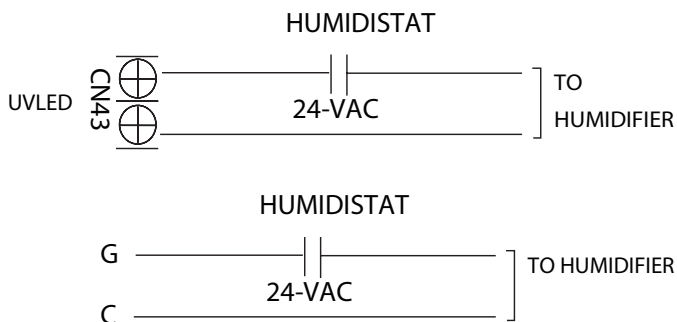 HUMIDISTAT
UVLED
CN43
24-VAC
TO
HUMIDIFIER
HUMIDISTAT
G
24-VAC
TO HUMIDIFIER
C